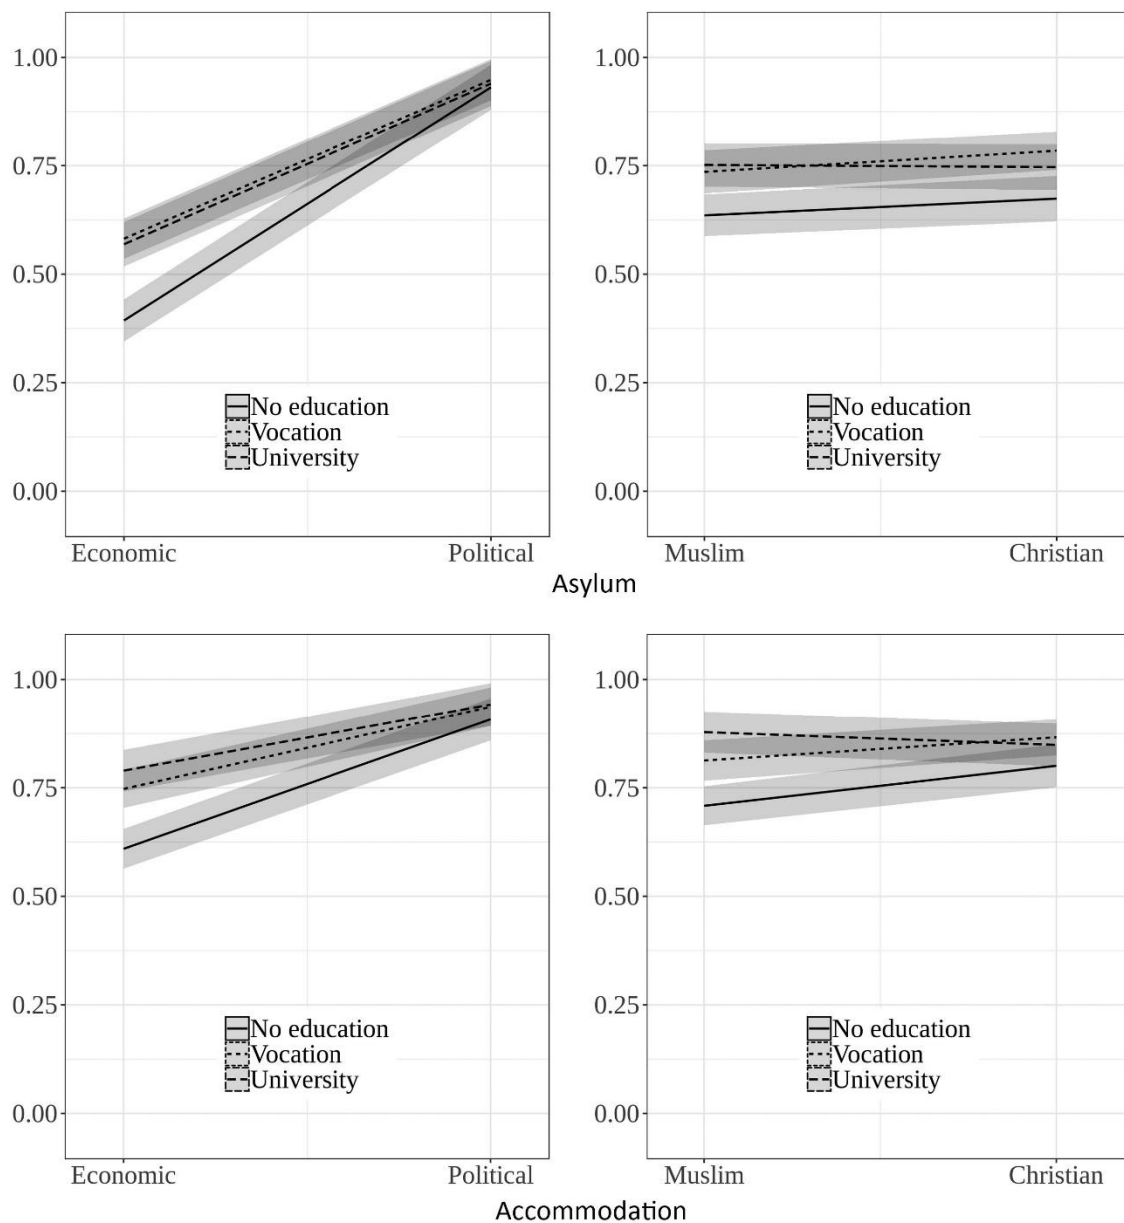 1.00
0.75
0.50
0.25
0.00
No education
Vocation
University
Economic Political
1.00
0.75
0.50
0.25
0.00
No education
Vocation
University
Muslim Christian
Asylum
1.00
0.75
0.50
0.25
0.00
No education
Vocation
University
Economic Political
1.00
0.75
0.50
0.25
0.00
No education
Vocation
University
Muslim Christian
Accommodation